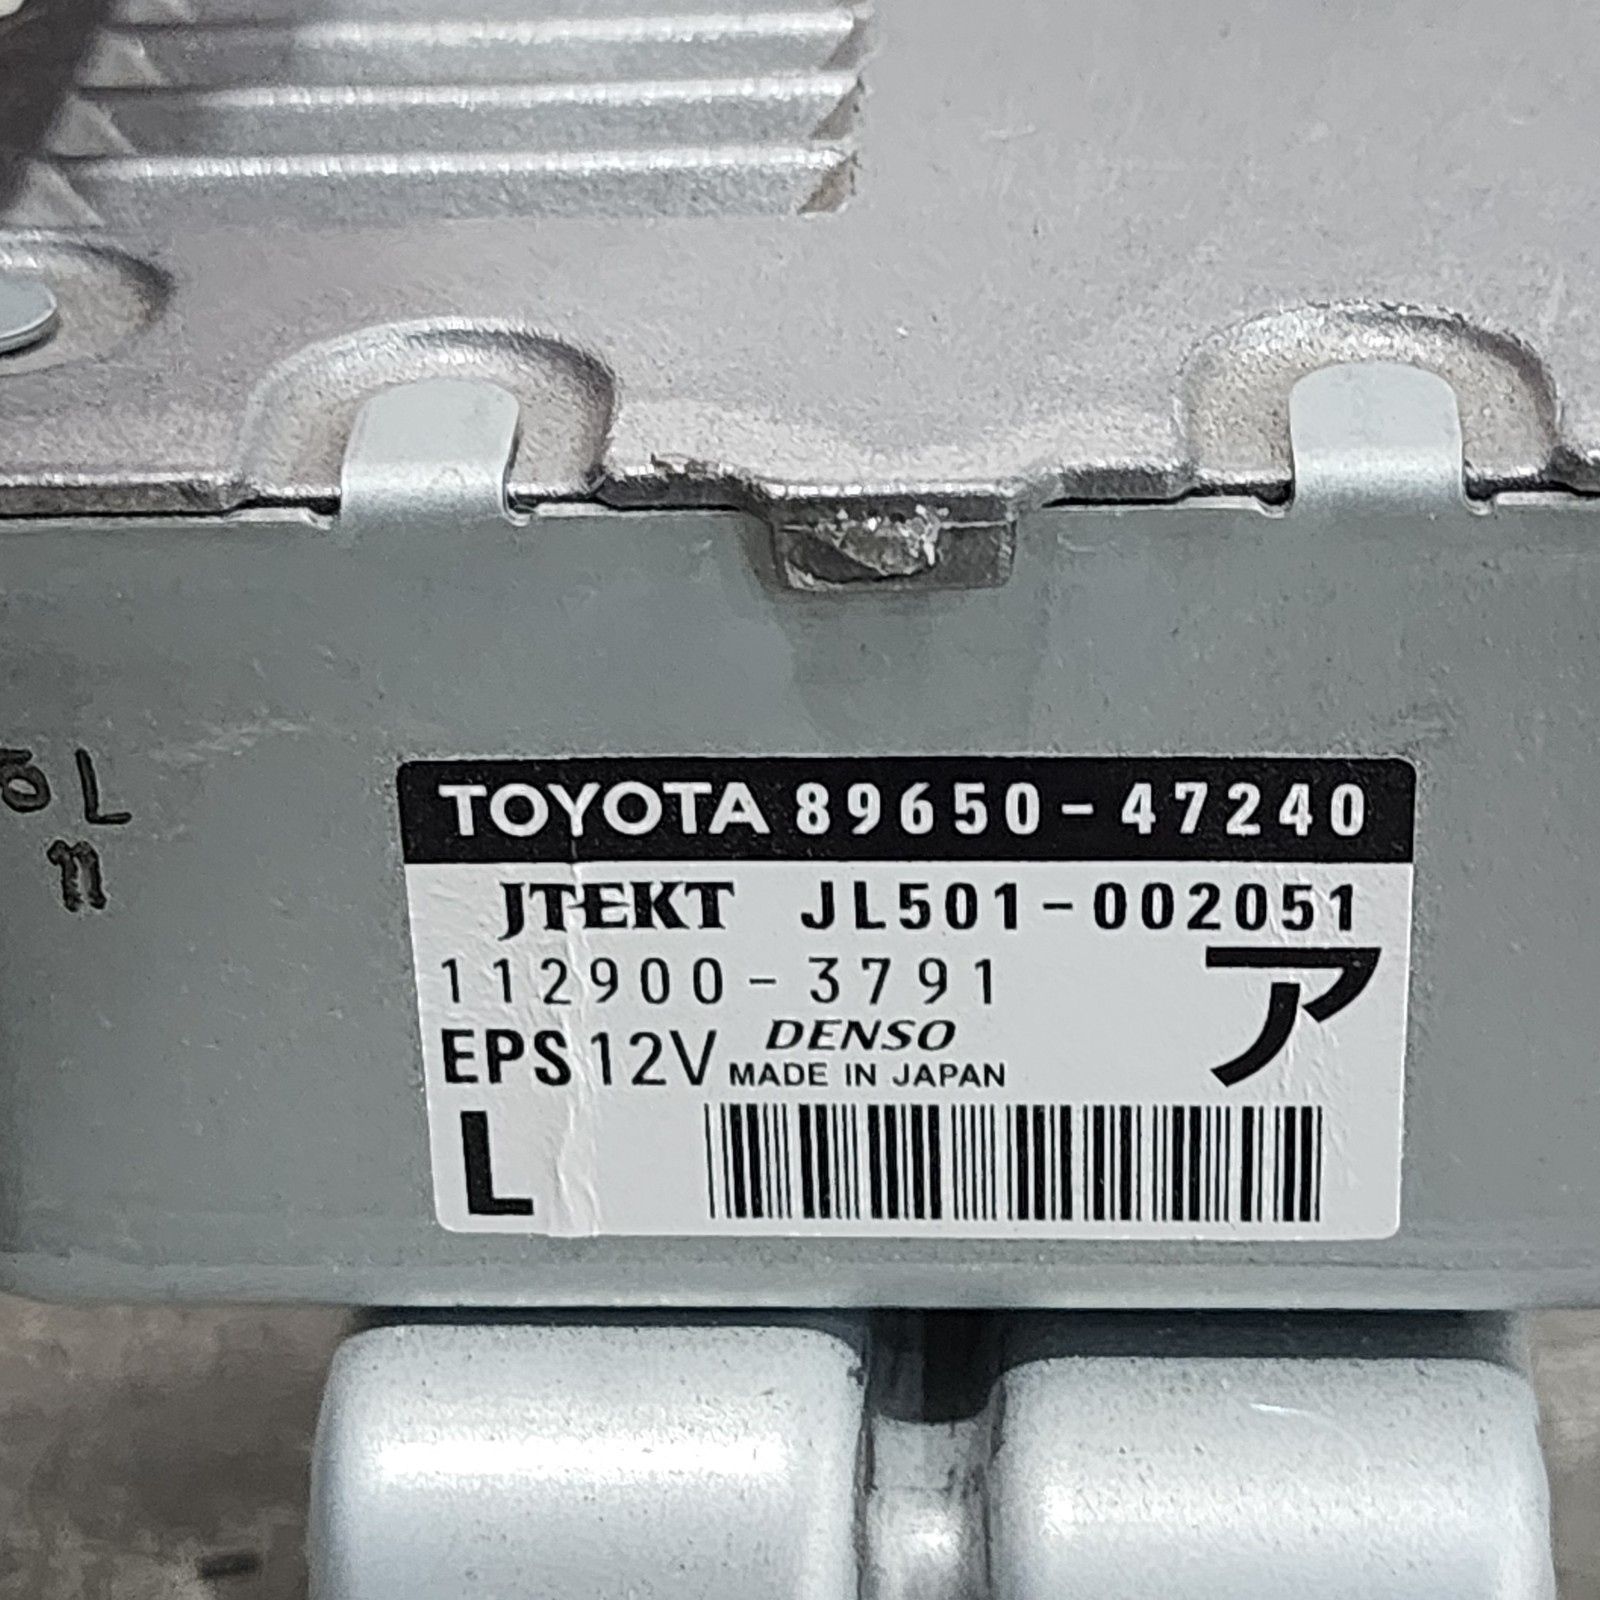 TOYOTA 89650-47240
JTEKT JL501-002051
112900-3791
ア
EPS 12V DENSO
MADE IN JAPAN
L